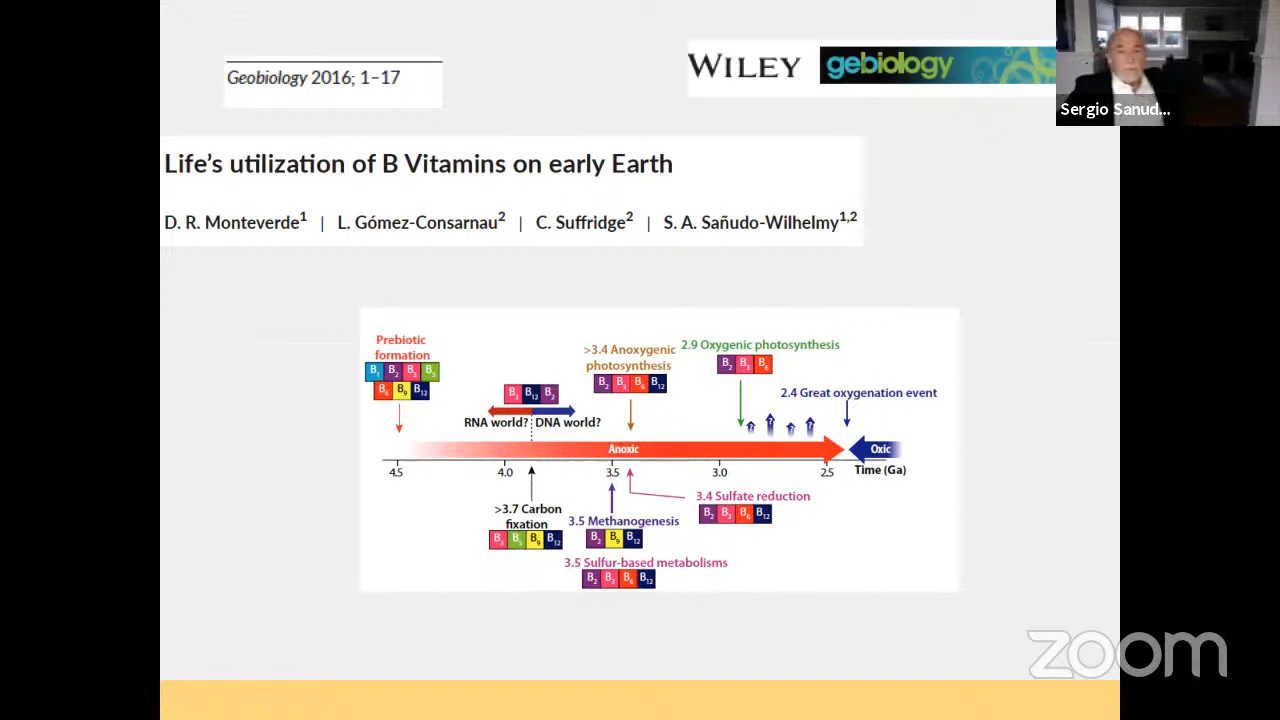 Geobiology 2016; 1–17
WILEY
gebiology
Sergio Sanud...
Life’s utilization of B Vitamins on early Earth
D. R. Monteverde1 | L. Gómez-Consarnau2 | C. Suffridge2 | S. A. Sañudo-Wilhelmy1,2
Prebiotic
formation
B1 B2 B3 B5
B6 B9 B12
B3 B12 B2
RNA world? DNA world?
>3.4 Anoxygenic
photosynthesis
B2 B3 B6 B12
2.9 Oxygenic photosynthesis
B2 B3 B6
2.4 Great oxygenation event
? ? ? ?
Anoxic
Oxic
4.5 4.0 3.5 3.0 2.5 Time (Ga)
>3.7 Carbon
fixation
B3 B5 B9 B12
3.5 Methanogenesis
B2 B9 B12
3.4 Sulfate reduction
B2 B3 B6 B12
3.5 Sulfur-based metabolisms
B2 B3 B6 B12
zoom